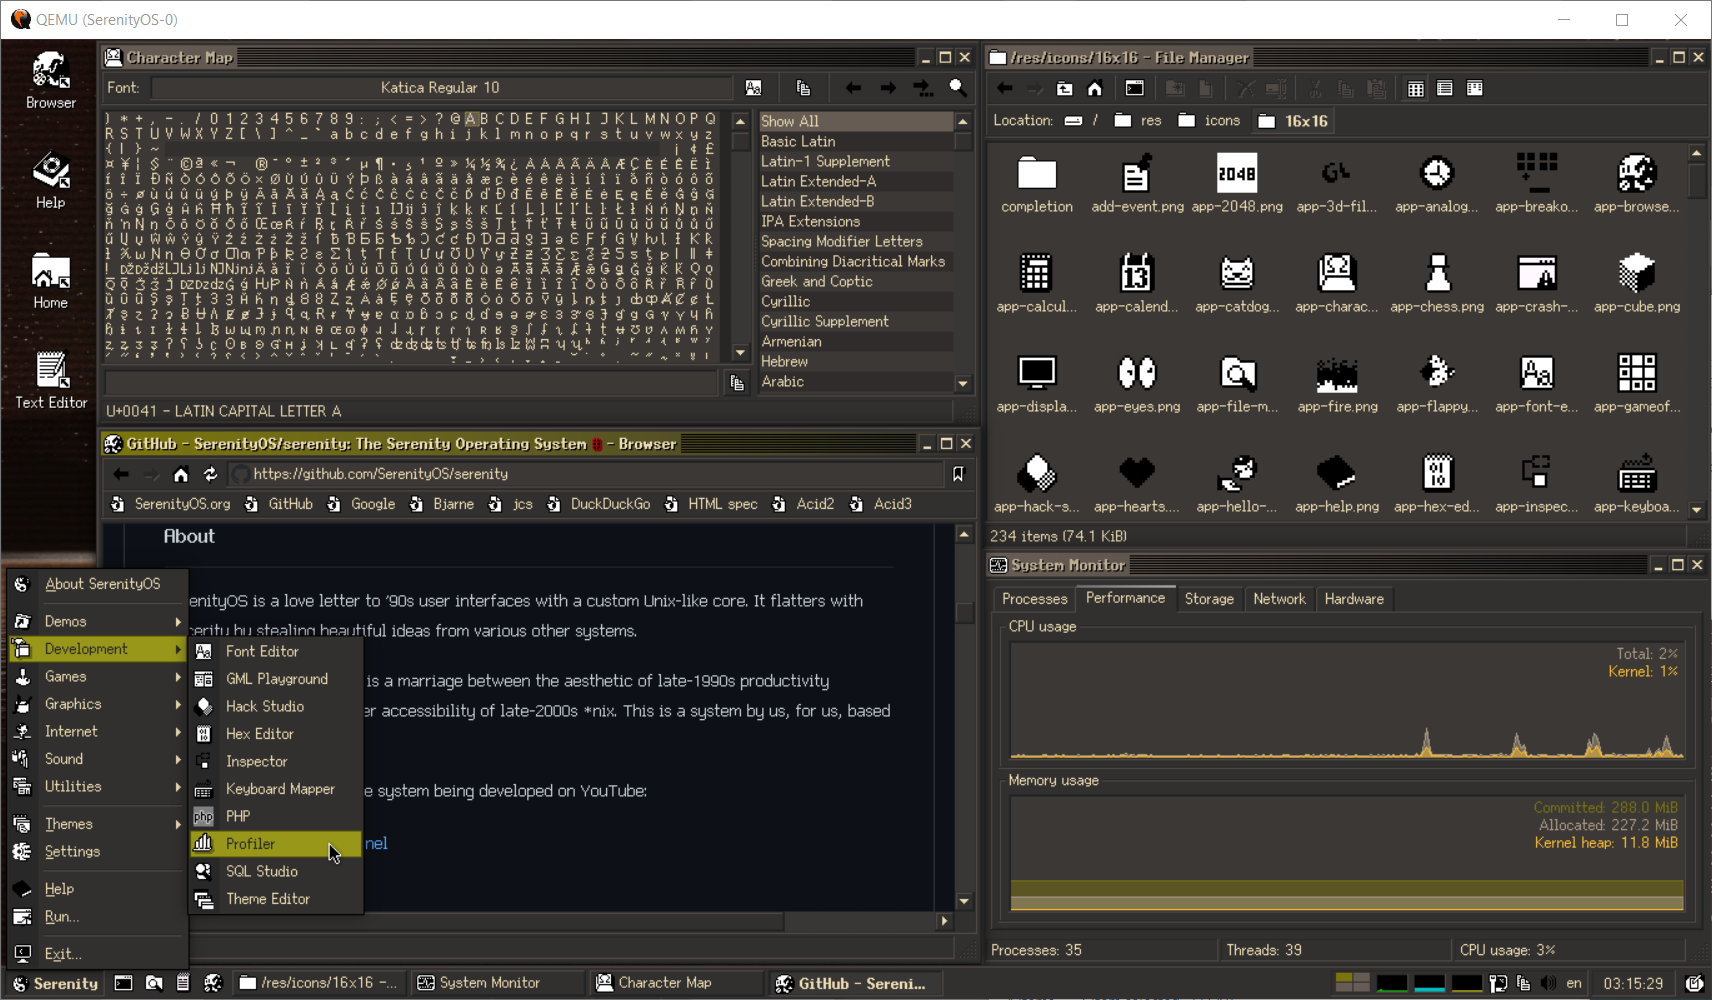 QEMU (SerenityOS-0)
Browser
Help
Home
Text Editor
Character Map
Font:
Katica Regular 10
) * + , - . / 0 1 2 3 4 5 6 7 8 9 : ; < = > ? @ A B C D E F G H I J K L M N O P Q
R S T U V W X Y Z [ \ ] ^ _ ` a b c d e f g h i j k l m n o p q r s t u v w x y z
{ | } ~
Show All
Basic Latin
Latin-1 Supplement
Latin Extended-A
Latin Extended-B
IPA Extensions
Spacing Modifier Letters
Combining Diacritical Marks
Greek and Coptic
Cyrillic
Cyrillic Supplement
Armenian
Hebrew
Arabic
U+0041 - LATIN CAPITAL LETTER A
/res/icons/16x16 - File Manager
Location: / res icons 16x16
completion add-event.png app-2048.png app-3d-fil... app-analog... app-breako... app-browse...
app-calcul... app-calend... app-catdog... app-charac... app-chess.png app-crash-... app-cube.png
app-displa... app-eyes.png app-file-m... app-fire.png app-flappy... app-font-e... app-gameof...
app-hack-s... app-hearts.... app-hello-... app-help.png app-hex-ed... app-inspec... app-keyboa...
234 items (74.1 KiB)
GitHub - SerenityOS/serenity: The Serenity Operating System - Browser
https://github.com/SerenityOS/serenity
SerenityOS.org GitHub Google Bjarne jcs DuckDuckGo HTML spec Acid2 Acid3
About
erenityOS is a love letter to '90s user interfaces with a custom Unix-like core. It flatters with
cerity by stealing beautiful ideas from various other systems.
is a marriage between the aesthetic of late-1990s productivity
er accessibility of late-2000s *nix. This is a system by us, for us, based
e system being developed on YouTube:
nel
System Monitor
Processes Performance Storage Network Hardware
CPU usage
Total: 2%
Kernel: 1%
Memory usage
Committed: 288.0 MiB
Allocated: 227.2 MiB
Kernel heap: 11.8 MiB
Processes: 35 Threads: 39 CPU usage: 3%
About SerenityOS
Demos
Development
Games
Graphics
Internet
Sound
Utilities
Themes
Settings
Help
Run...
Exit...
Font Editor
GML Playground
Hack Studio
Hex Editor
Inspector
Keyboard Mapper
php PHP
Profiler
SQL Studio
Theme Editor
Serenity
/res/icons/16x16 -...
System Monitor
Character Map
GitHub - Sereni...
en
03:15:29